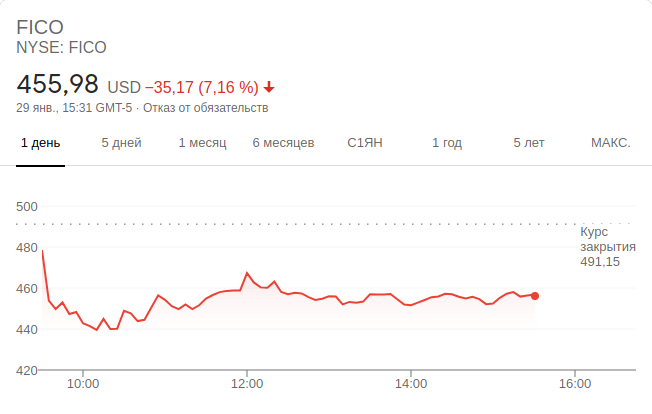 FICO
NYSE: FICO
455,98 USD −35,17 (7,16 %)
29 янв., 15:31 GMT-5 · Отказ от обязательств
1 день 5 дней 1 месяц 6 месяцев С1ЯН 1 год 5 лет МАКС.
500
Курс
480 закрытия
491,15
460
440
420
10:00 12:00 14:00 16:00